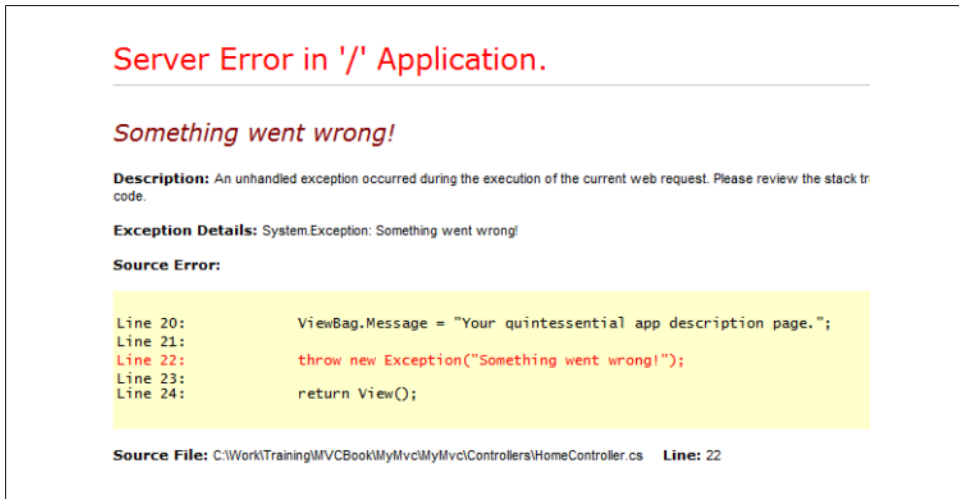 Server Error in '/' Application.
Something went wrong!
Description: An unhandled exception occurred during the execution of the current web request. Please review the stack
code.
Exception Details: System.Exception: Something went wrong!
Source Error:
Line 20: ViewBag.Message = "Your quintessential app description page.";
Line 21:
Line 22: throw new Exception("Something went wrong!");
Line 23:
Line 24: return View();
Source File: C:\Work\Training\MVCBook\MyMvc\MyMvc\Controllers\HomeController.cs Line: 22